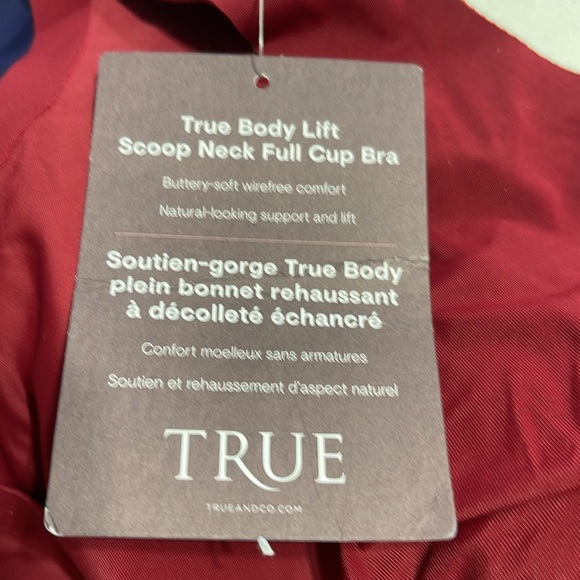 True Body Lift
Scoop Neck Full Cup Bra
Buttery-soft wirefree comfort
Natural-looking support and lift
Soutien-gorge True Body
plein bonnet rehaussant
à décolleté échancré
Confort moelleux sans armatures
Soutien et rehaussement d'aspect naturel
TRUE
TRUEANDCO.COM